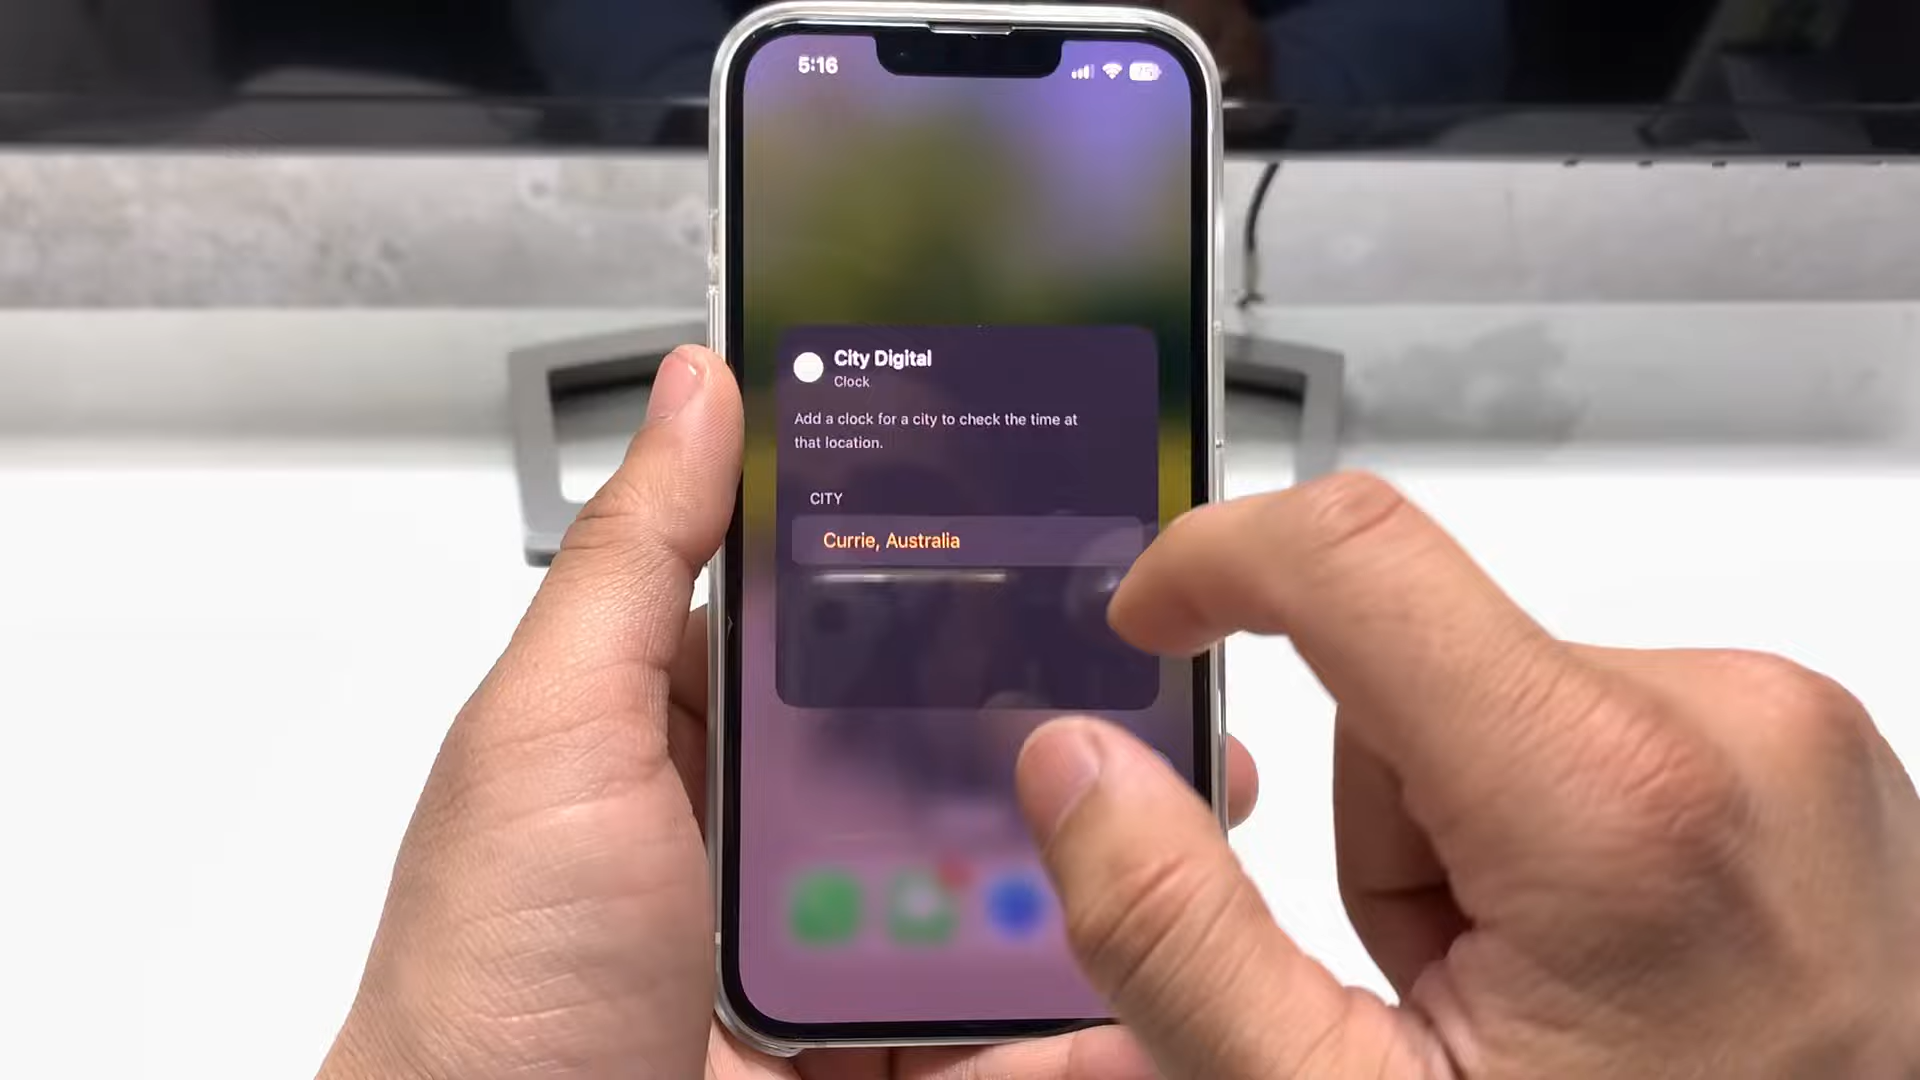 5:16
75
City Digital
Clock
Add a clock for a city to check the time at
that location.
CITY
Currie, Australia